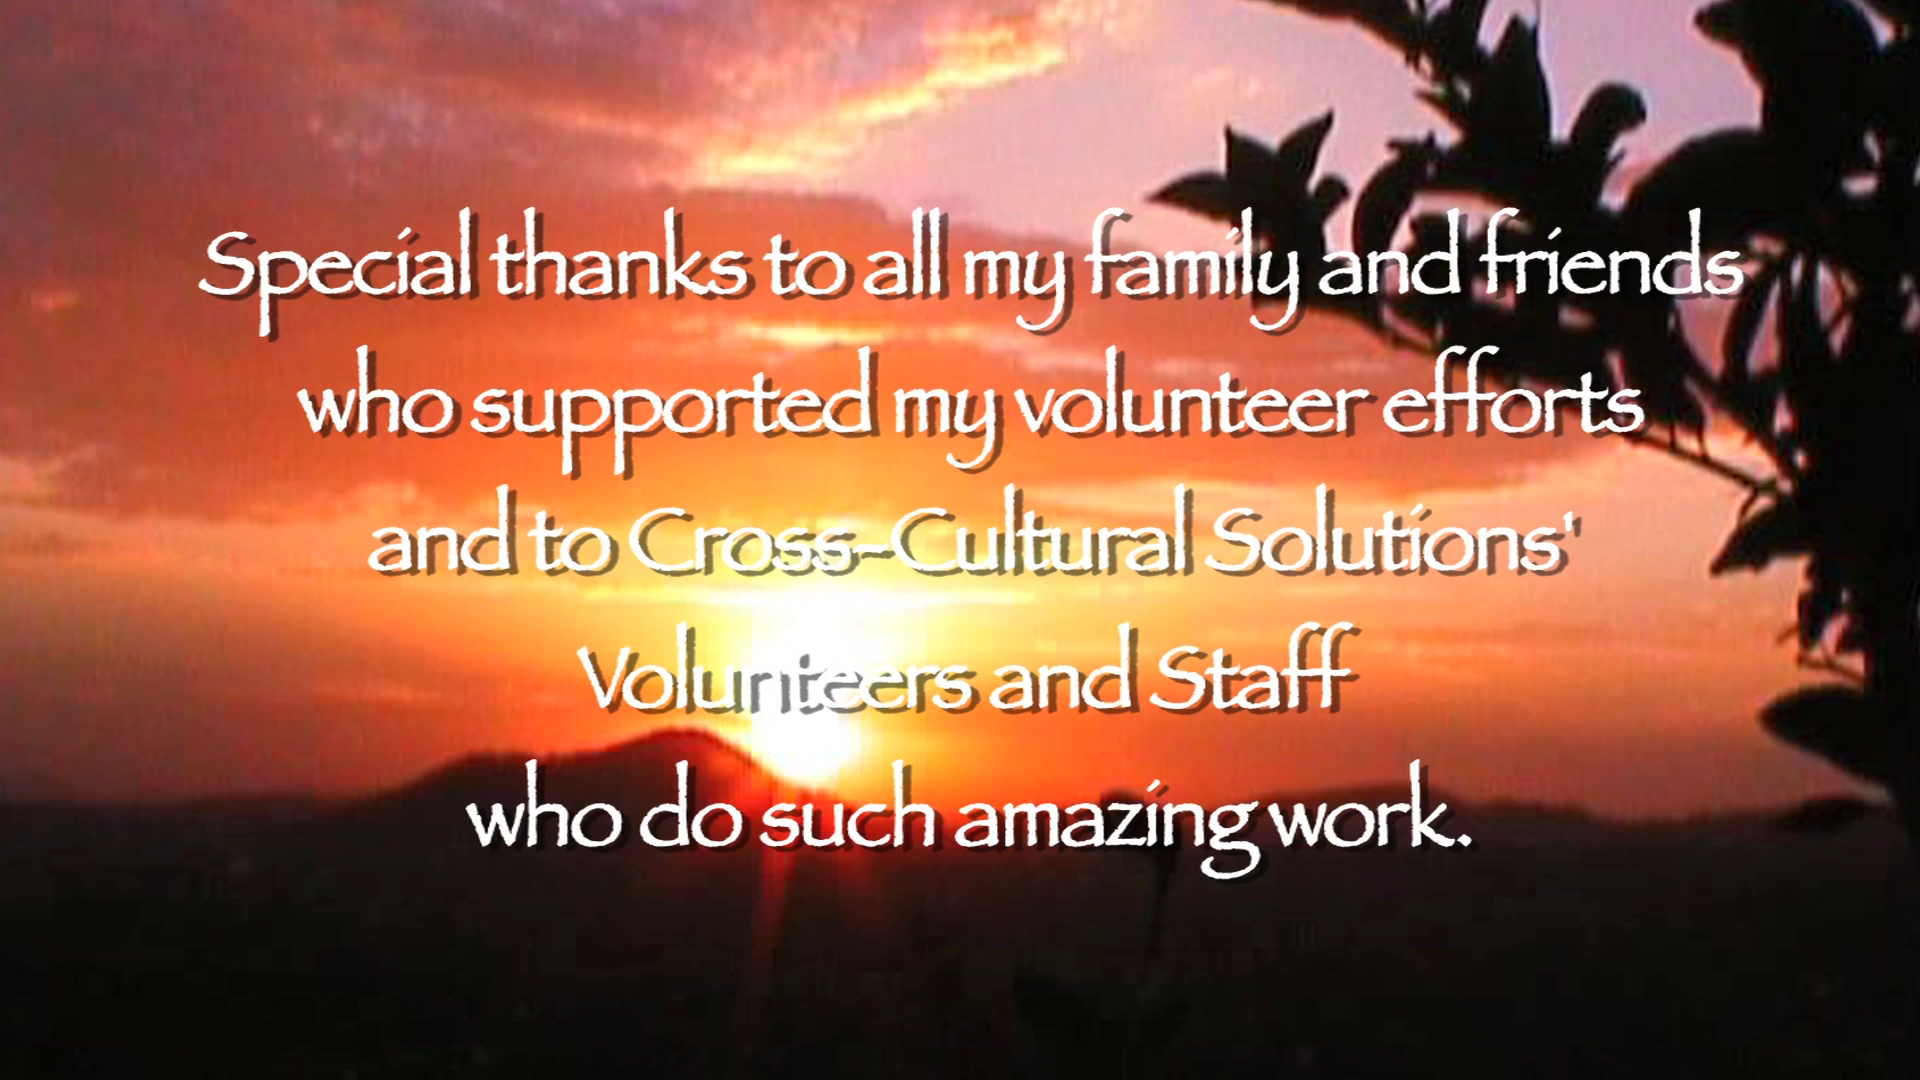 Special thanks to all my family and friends
who supported my volunteer efforts
and to Cross-Cultural Solutions'
Volunteers and Staff
who do such amazing work.